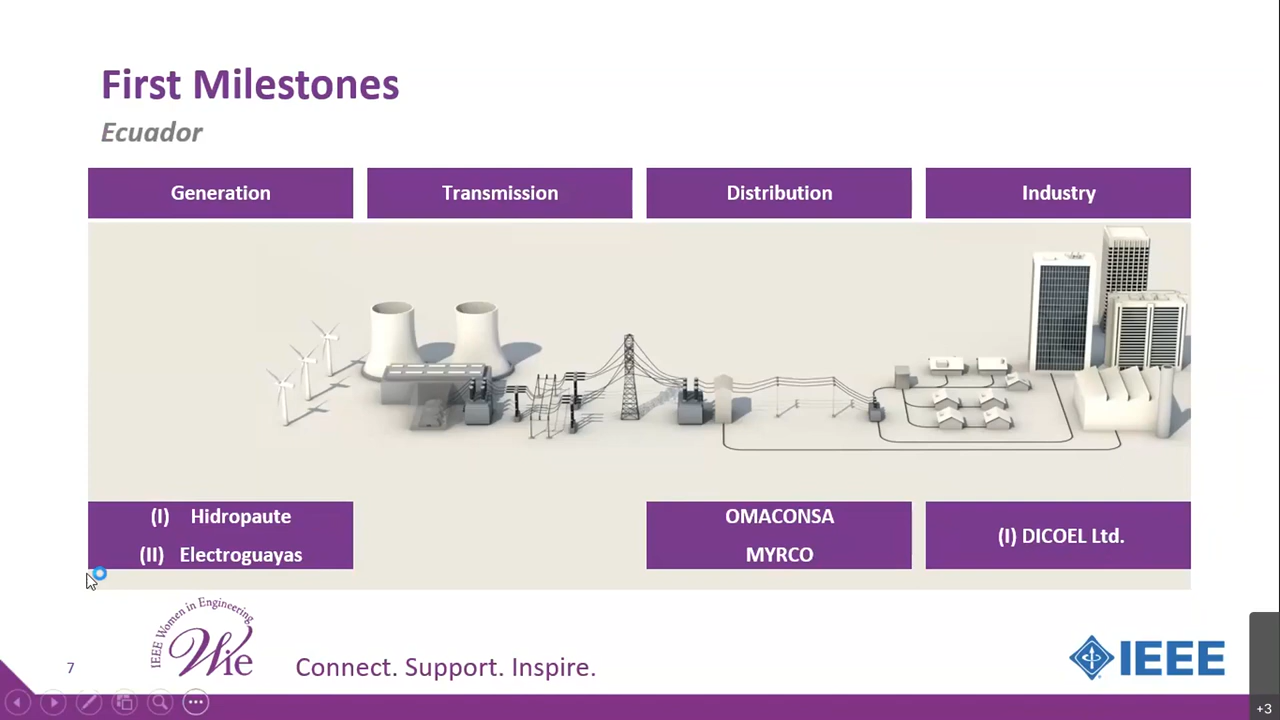 First Milestones
Ecuador
Generation
Transmission
Distribution
Industry
(I) Hidropaute
(II) Electroguayas
OMACONSA
MYRCO
(I) DICOEL Ltd.
7
IEEE Women in Engineering
Wie
Connect. Support. Inspire.
IEEE
+3